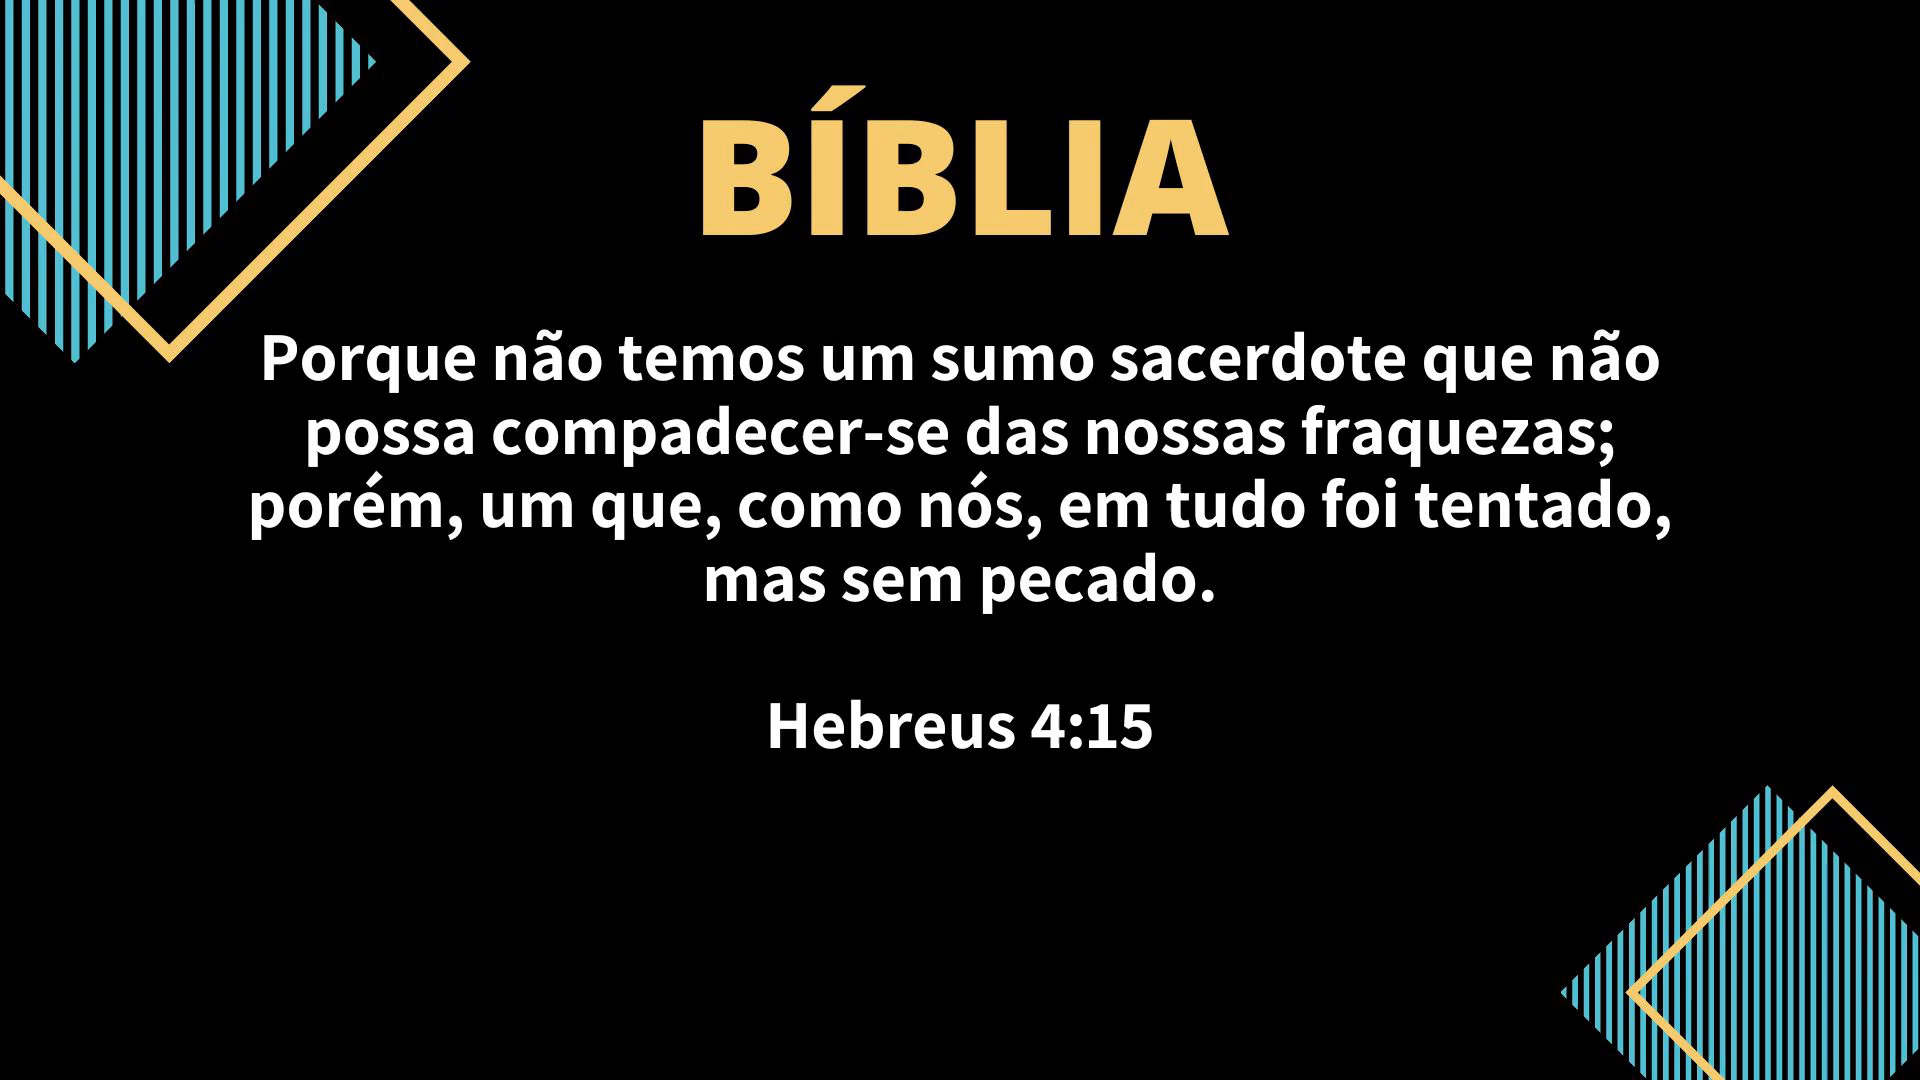 BÍBLIA
Porque não temos um sumo sacerdote que não
possa compadecer-se das nossas fraquezas;
porém, um que, como nós, em tudo foi tentado,
mas sem pecado.
Hebreus 4:15